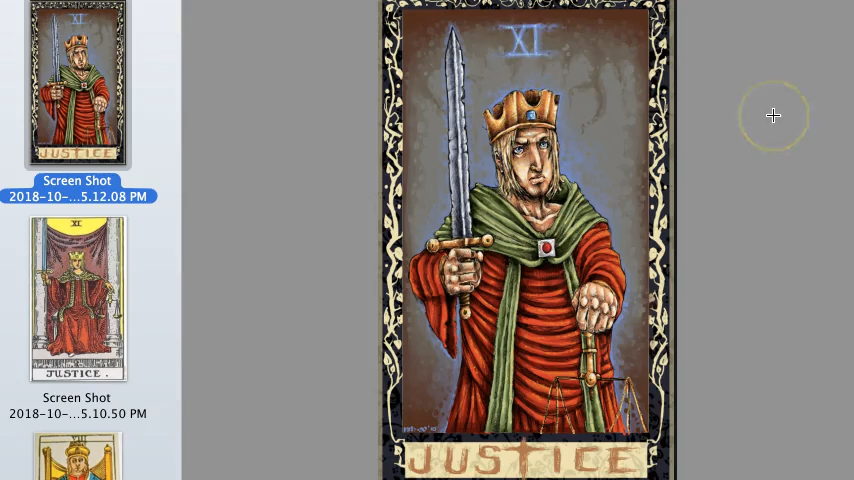 XI
JUSTICE
Screen Shot
2018-10-...5.12.08 PM
XI
JUSTICE.
Screen Shot
2018-10-...5.10.50 PM
VIII
XI
JUSTICE